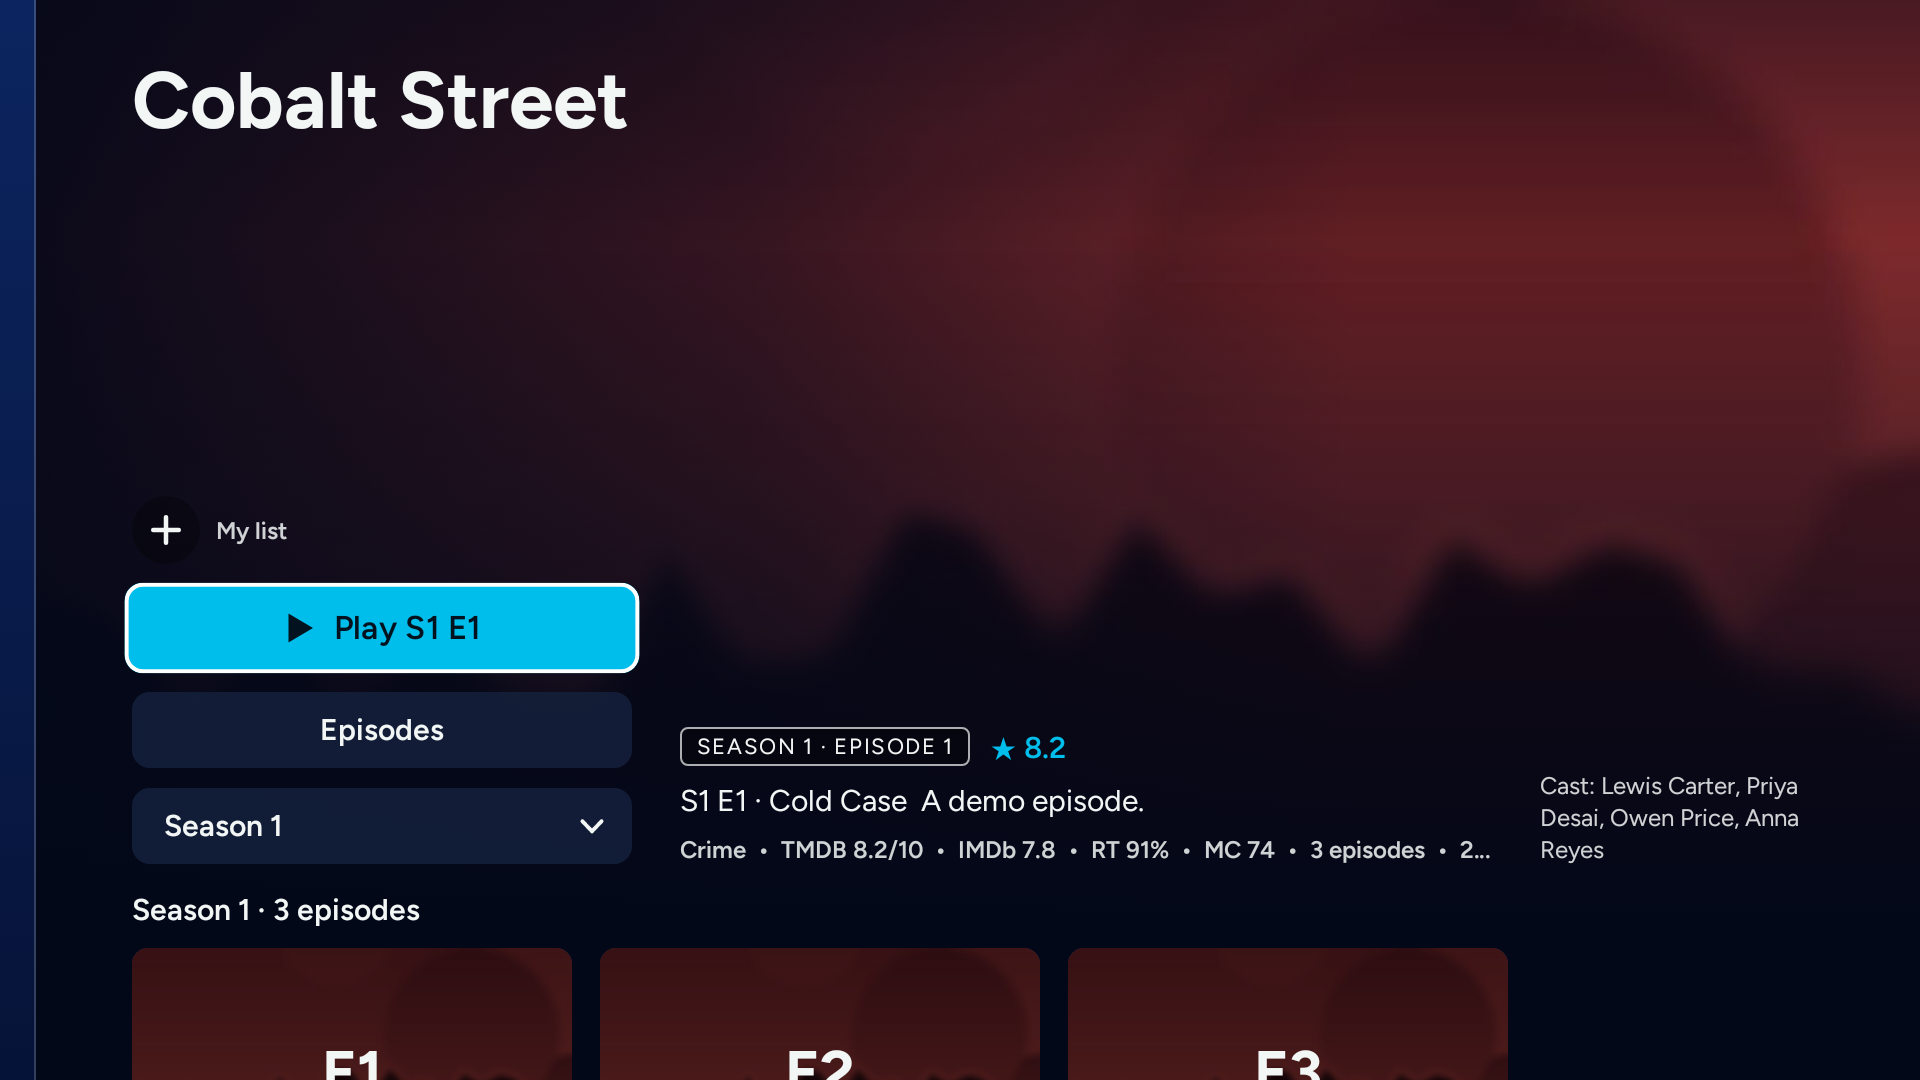 Cobalt Street
My list
Play S1 E1
Episodes
Season 1
SEASON 1 · EPISODE 1 ★ 8.2
S1 E1 · Cold Case A demo episode.
Crime • TMDB 8.2/10 • IMDb 7.8 • RT 91% • MC 74 • 3 episodes • 2...
Cast: Lewis Carter, Priya
Desai, Owen Price, Anna
Reyes
Season 1 · 3 episodes
E1
E2
E3